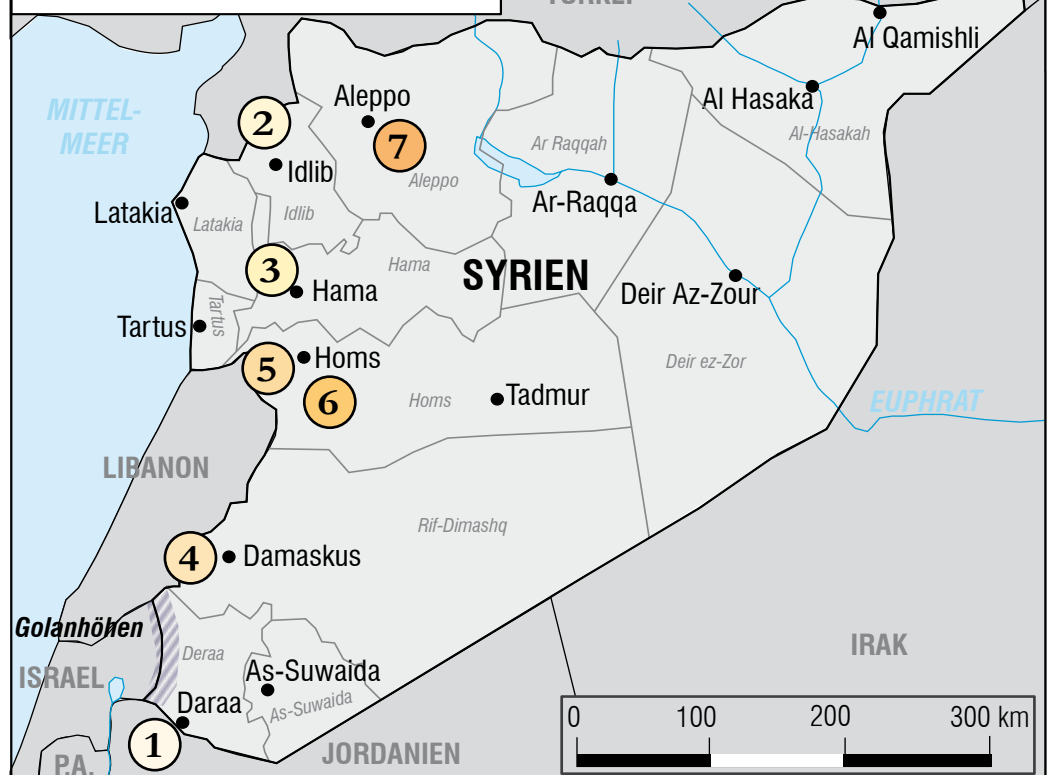 Al Qamishli
MITTEL-
MEER
2
Aleppo
7
Aleppo
Al Hasaka
Al-Hasakah
Ar Raqqah
Idlib
Idlib
Ar-Raqqa
Latakia
Latakia
3
Hama
Hama
SYRIEN
Deir Az-Zour
Tartus
Tartus
5
Homs
6
Homs
Tadmur
Deir ez-Zor
EUPHRAT
LIBANON
Rif-Dimashq
4
Damaskus
Golanhöhen
Deraa
ISRAEL
As-Suwaida
As-Suwaida
IRAK
Daraa
1
JORDANIEN
P.A.
0 100 200 300 km